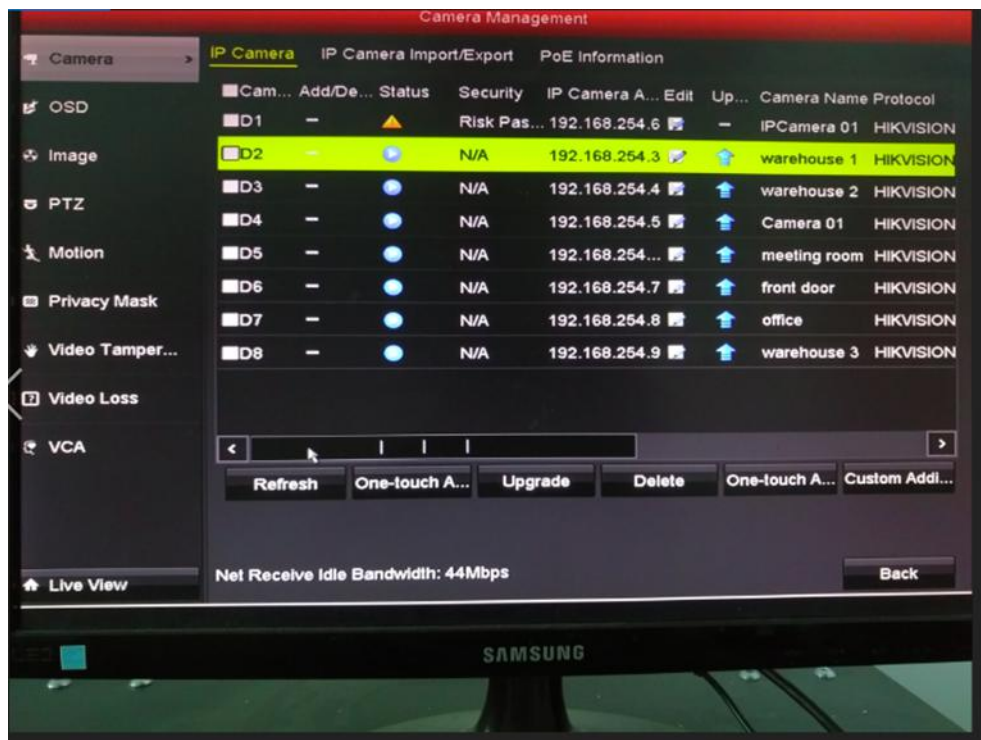 Camera Management
Camera >
IP Camera IP Camera Import/Export PoE Information
Cam... Add/De... Status Security IP Camera A... Edit Up... Camera Name Protocol
OSD
D1 – Risk Pas... 192.168.254.6 – IPCamera 01 HIKVISION
Image
D2 – N/A 192.168.254.3 warehouse 1 HIKVISION
D3 – N/A 192.168.254.4 warehouse 2 HIKVISION
PTZ
D4 – N/A 192.168.254.5 Camera 01 HIKVISION
Motion
D5 – N/A 192.168.254... meeting room HIKVISION
D6 – N/A 192.168.254.7 front door HIKVISION
Privacy Mask
D7 – N/A 192.168.254.8 office HIKVISION
Video Tamper...
D8 – N/A 192.168.254.9 warehouse 3 HIKVISION
Video Loss
VCA
< >
Refresh One-touch A... Upgrade Delete One-touch A... Custom Addi...
Live View
Net Receive Idle Bandwidth: 44Mbps
Back
SAMSUNG